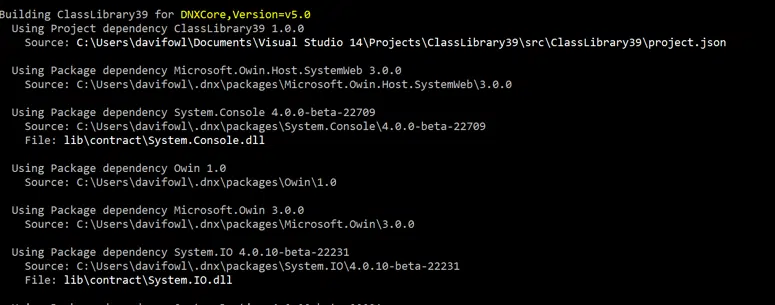 Building ClassLibrary39 for DNXCore,Version=v5.0
Using Project dependency ClassLibrary39 1.0.0
Source: C:\Users\davifowl\Documents\Visual Studio 14\Projects\ClassLibrary39\src\ClassLibrary39\project.json
Using Package dependency Microsoft.Owin.Host.SystemWeb 3.0.0
Source: C:\Users\davifowl\.dnx\packages\Microsoft.Owin.Host.SystemWeb\3.0.0
Using Package dependency System.Console 4.0.0-beta-22709
Source: C:\Users\davifowl\.dnx\packages\System.Console\4.0.0-beta-22709
File: lib\contract\System.Console.dll
Using Package dependency Owin 1.0
Source: C:\Users\davifowl\.dnx\packages\Owin\1.0
Using Package dependency Microsoft.Owin 3.0.0
Source: C:\Users\davifowl\.dnx\packages\Microsoft.Owin\3.0.0
Using Package dependency System.IO 4.0.10-beta-22231
Source: C:\Users\davifowl\.dnx\packages\System.IO\4.0.10-beta-22231
File: lib\contract\System.IO.dll